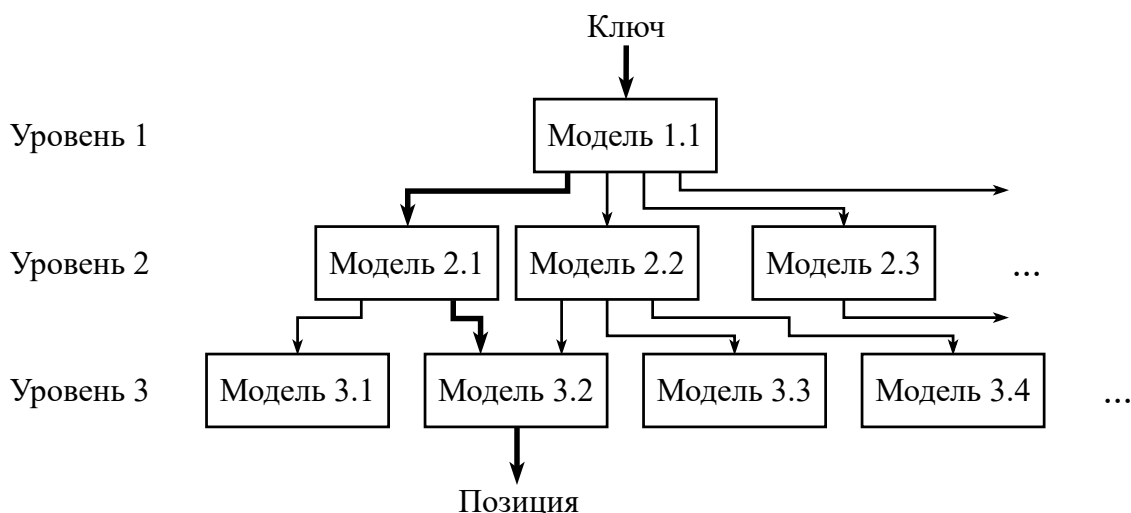 Ключ
Уровень 1
Модель 1.1
Уровень 2
Модель 2.1
Модель 2.2
Модель 2.3
...
Уровень 3
Модель 3.1
Модель 3.2
Модель 3.3
Модель 3.4
...
Позиция